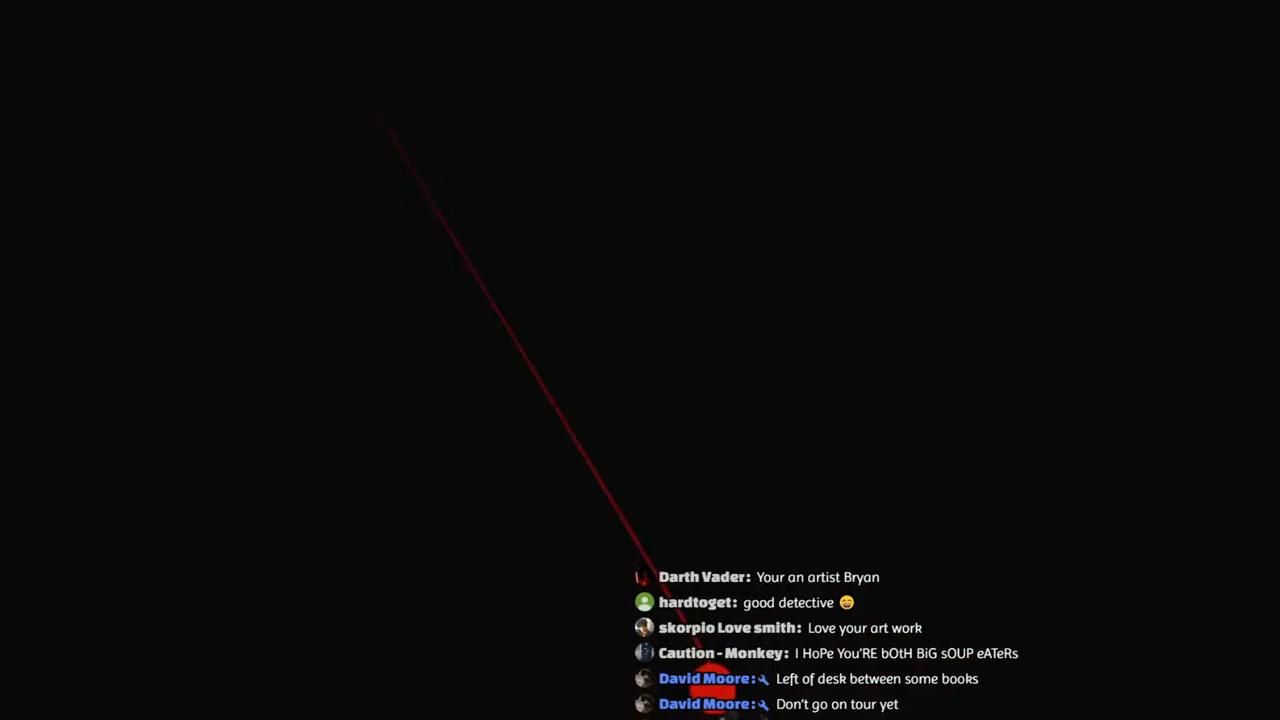 Darth Vader: Your an artist Bryan
hardtoget: good detective 😄
skorpio Love smith: Love your art work
Caution - Monkey: I HoPe You'RE bOtH BiG sOUP eATeRs
David Moore: Left of desk between some books
David Moore: Don't go on tour yet